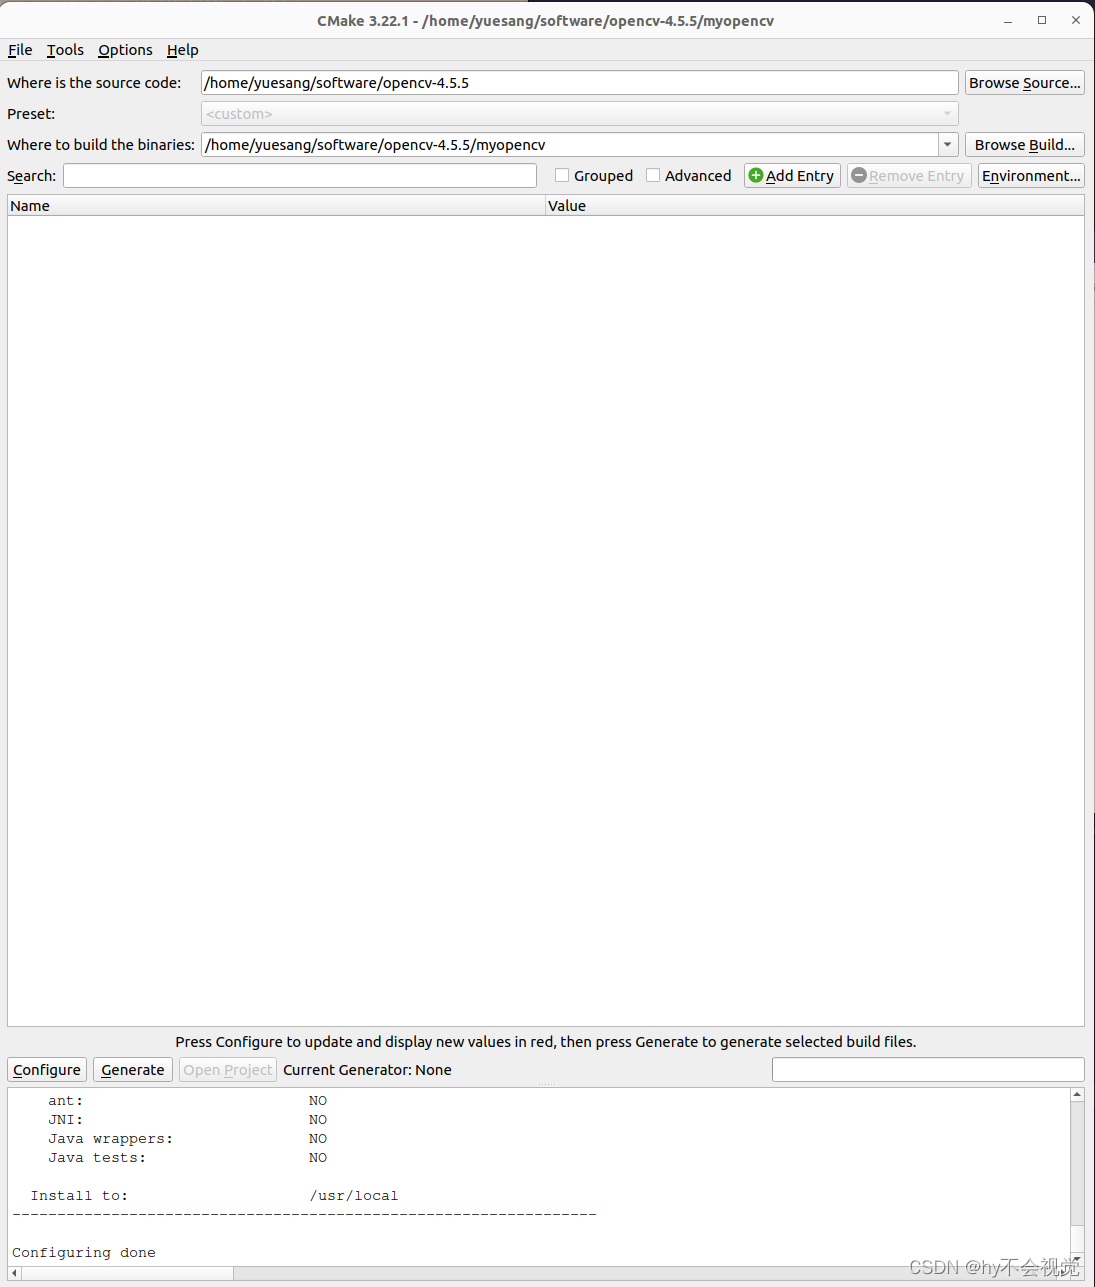 CMake 3.22.1 - /home/yuesang/software/opencv-4.5.5/myopencv
File Tools Options Help
Where is the source code: /home/yuesang/software/opencv-4.5.5 Browse Source...
Preset: <custom>
Where to build the binaries: /home/yuesang/software/opencv-4.5.5/myopencv Browse Build...
Search: Grouped Advanced Add Entry Remove Entry Environment...
Name Value
Press Configure to update and display new values in red, then press Generate to generate selected build files.
Configure Generate Open Project Current Generator: None
ant: NO
JNI: NO
Java wrappers: NO
Java tests: NO
Install to: /usr/local
-----------------------------------------------------------------
Configuring done
CSDN @hy不会视觉